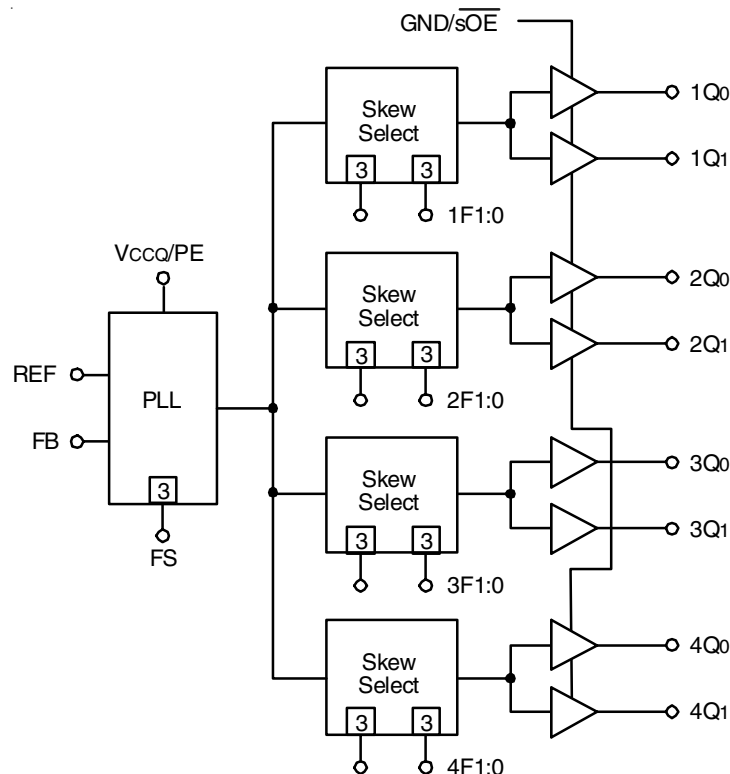 GND/s̅O̅E̅
Skew
Select
3
3
1F1:0
1Q0
1Q1
VCCQ/PE
Skew
Select
3
3
2F1:0
2Q0
2Q1
REF
FB
PLL
3
FS
Skew
Select
3
3
3F1:0
3Q0
3Q1
Skew
Select
3
3
4F1:0
4Q0
4Q1